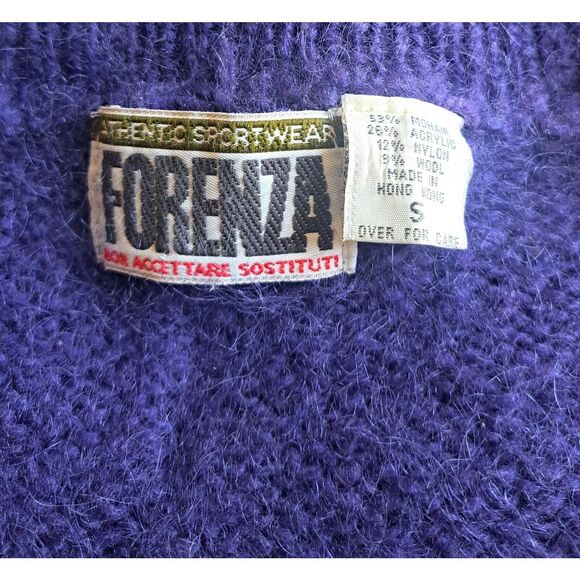 ATHENTIC SPORTWEAR
FORENZA
NON ACCETTARE SOSTITUTI
53% MOHAIR
26% ACRYLIC
12% NYLON
9% WOOL
MADE IN
HONG KONG
S
OVER FOR CARE